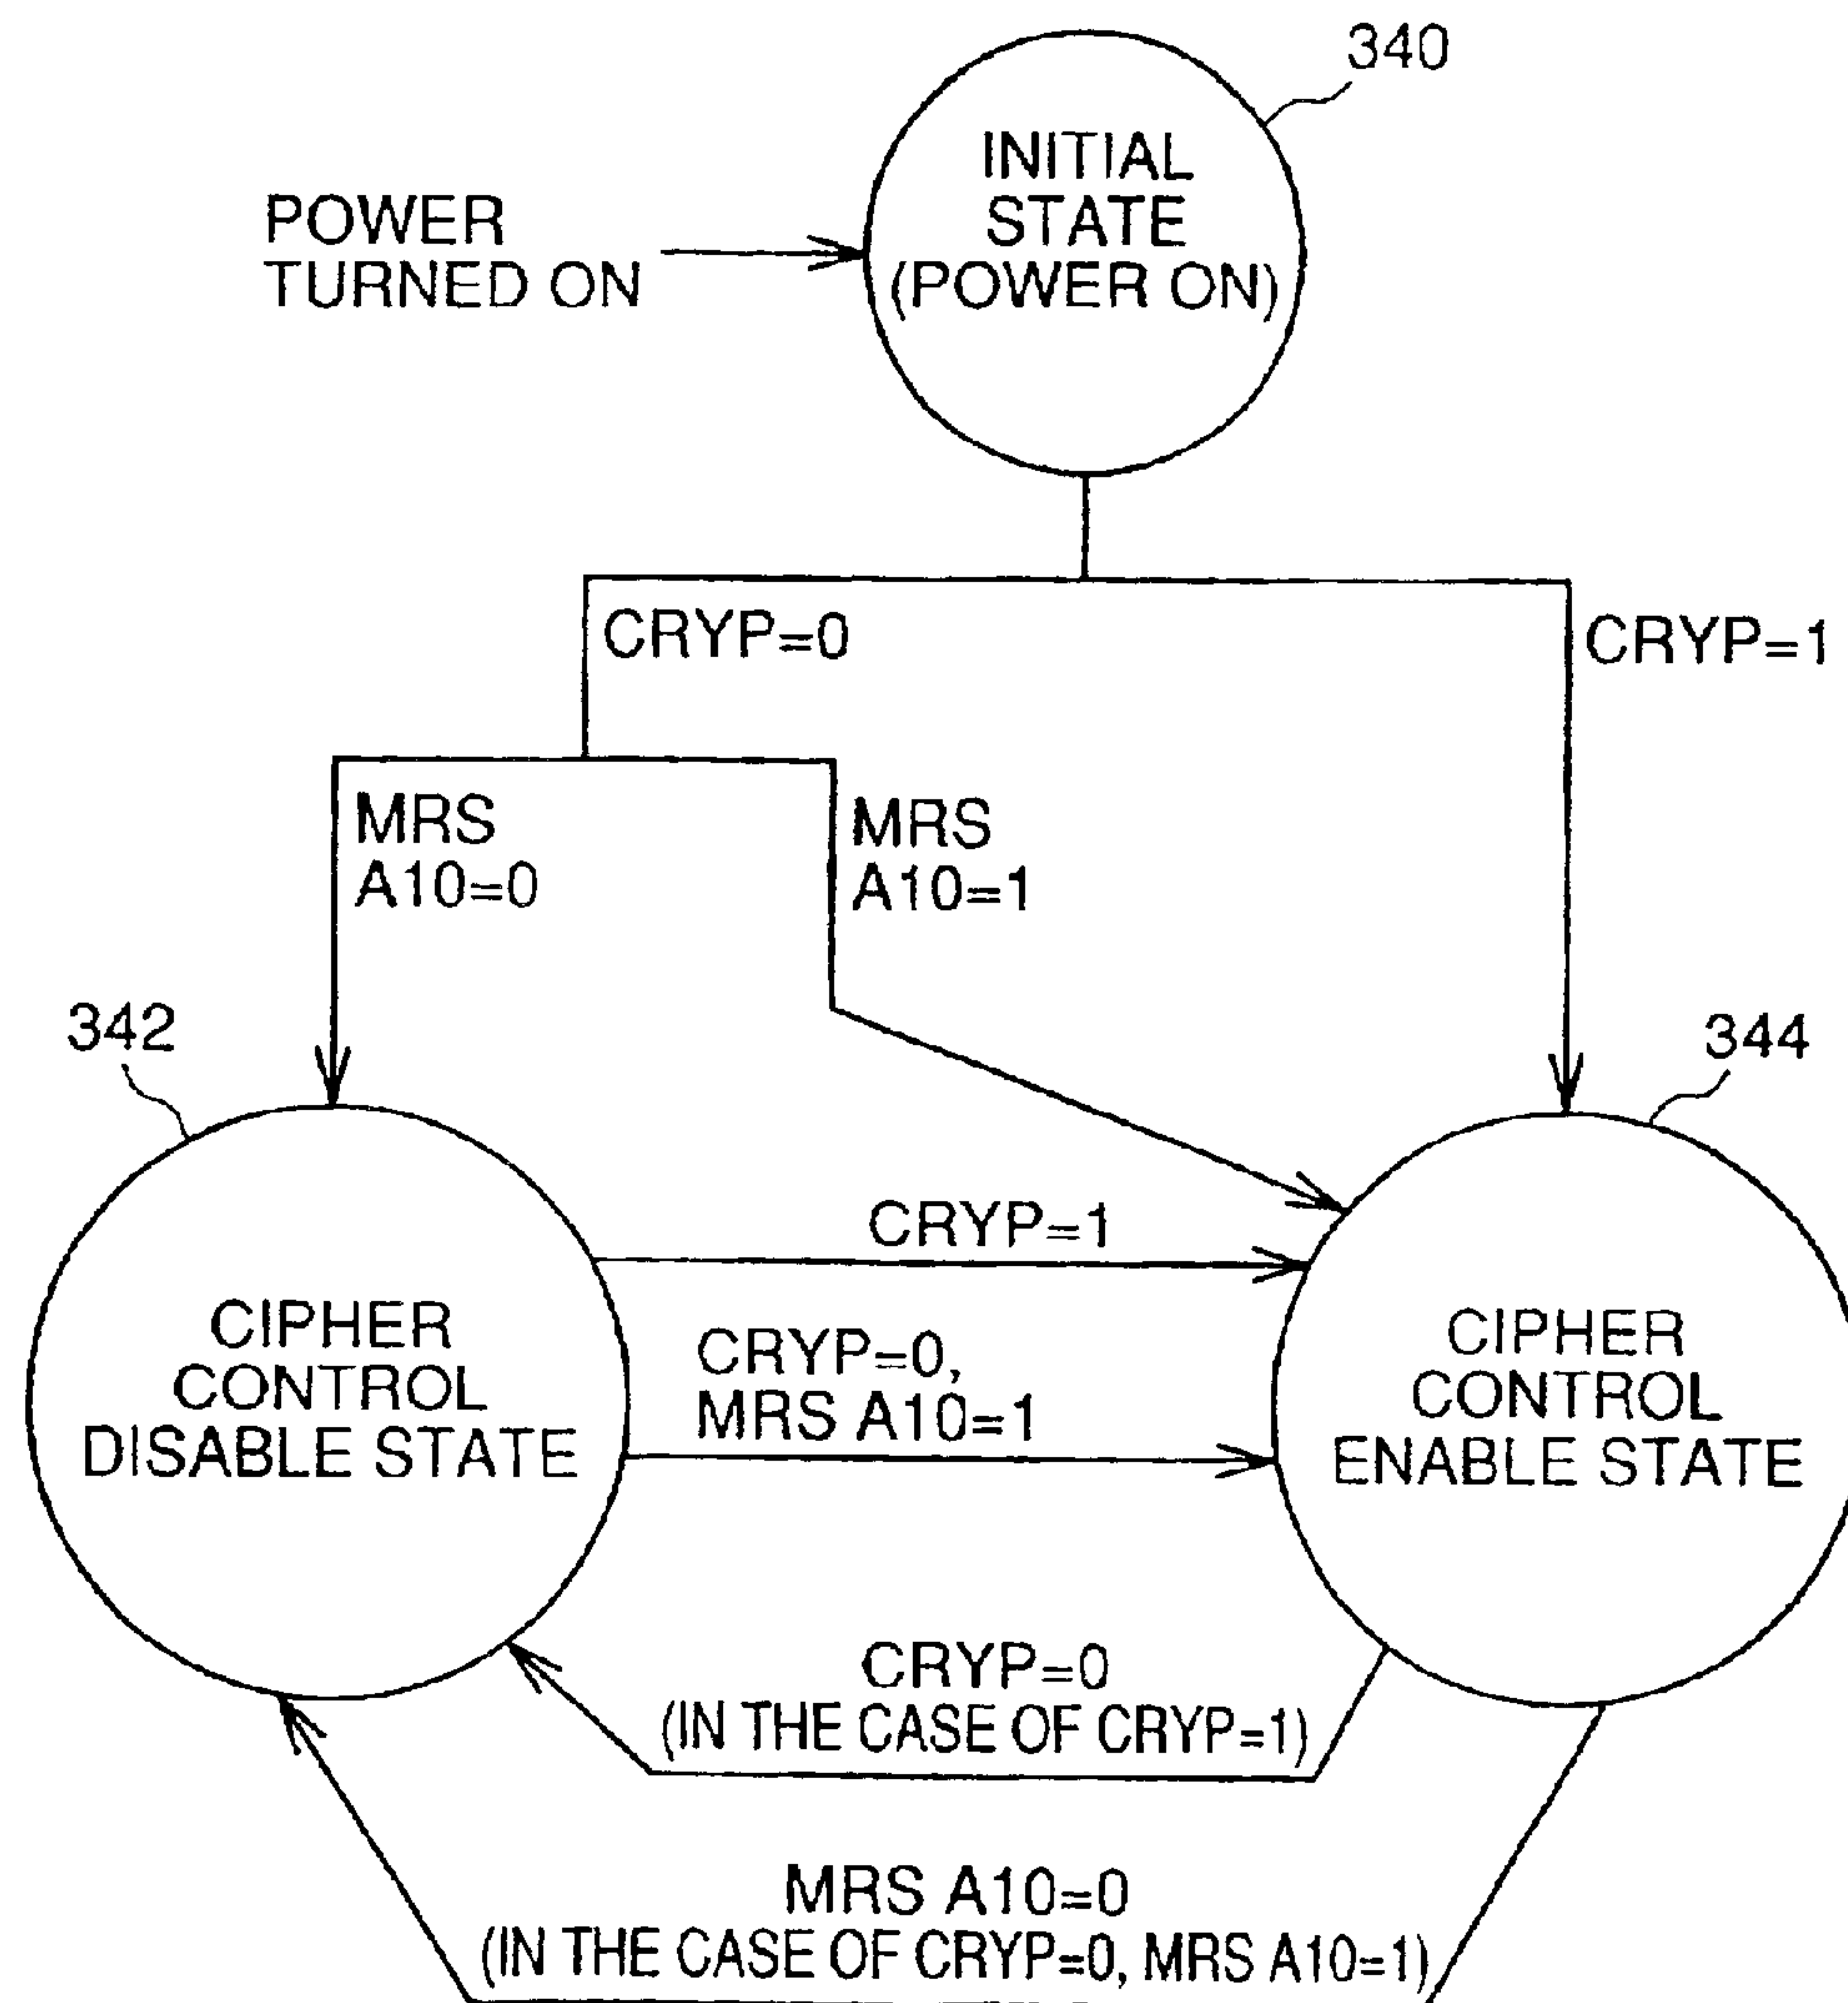 340
INITIAL
STATE
(POWER ON)
POWER
TURNED ON
CRYP=0
CRYP=1
MRS
A10=0
MRS
A10=1
342
344
CRYP=1
CIPHER
CONTROL
DISABLE STATE
CRYP=0,
MRS A10=1
CIPHER
CONTROL
ENABLE STATE
CRYP=0
(IN THE CASE OF CRYP=1)
MRS A10=0
(IN THE CASE OF CRYP=0, MRS A10=1)